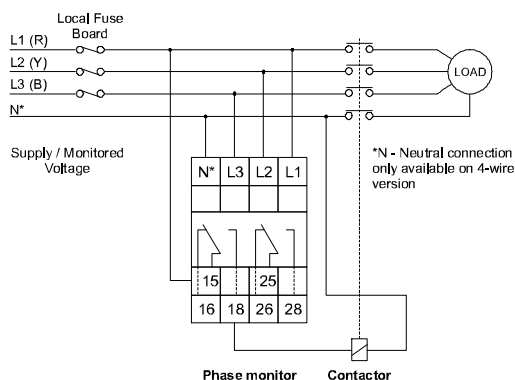 Local Fuse
Board
L1 (R)
L2 (Y)
L3 (B)
N*
LOAD
Supply / Monitored
Voltage
*N - Neutral connection
only available on 4-wire
version
N* L3 L2 L1
15 25
16 18 26 28
Phase monitor Contactor